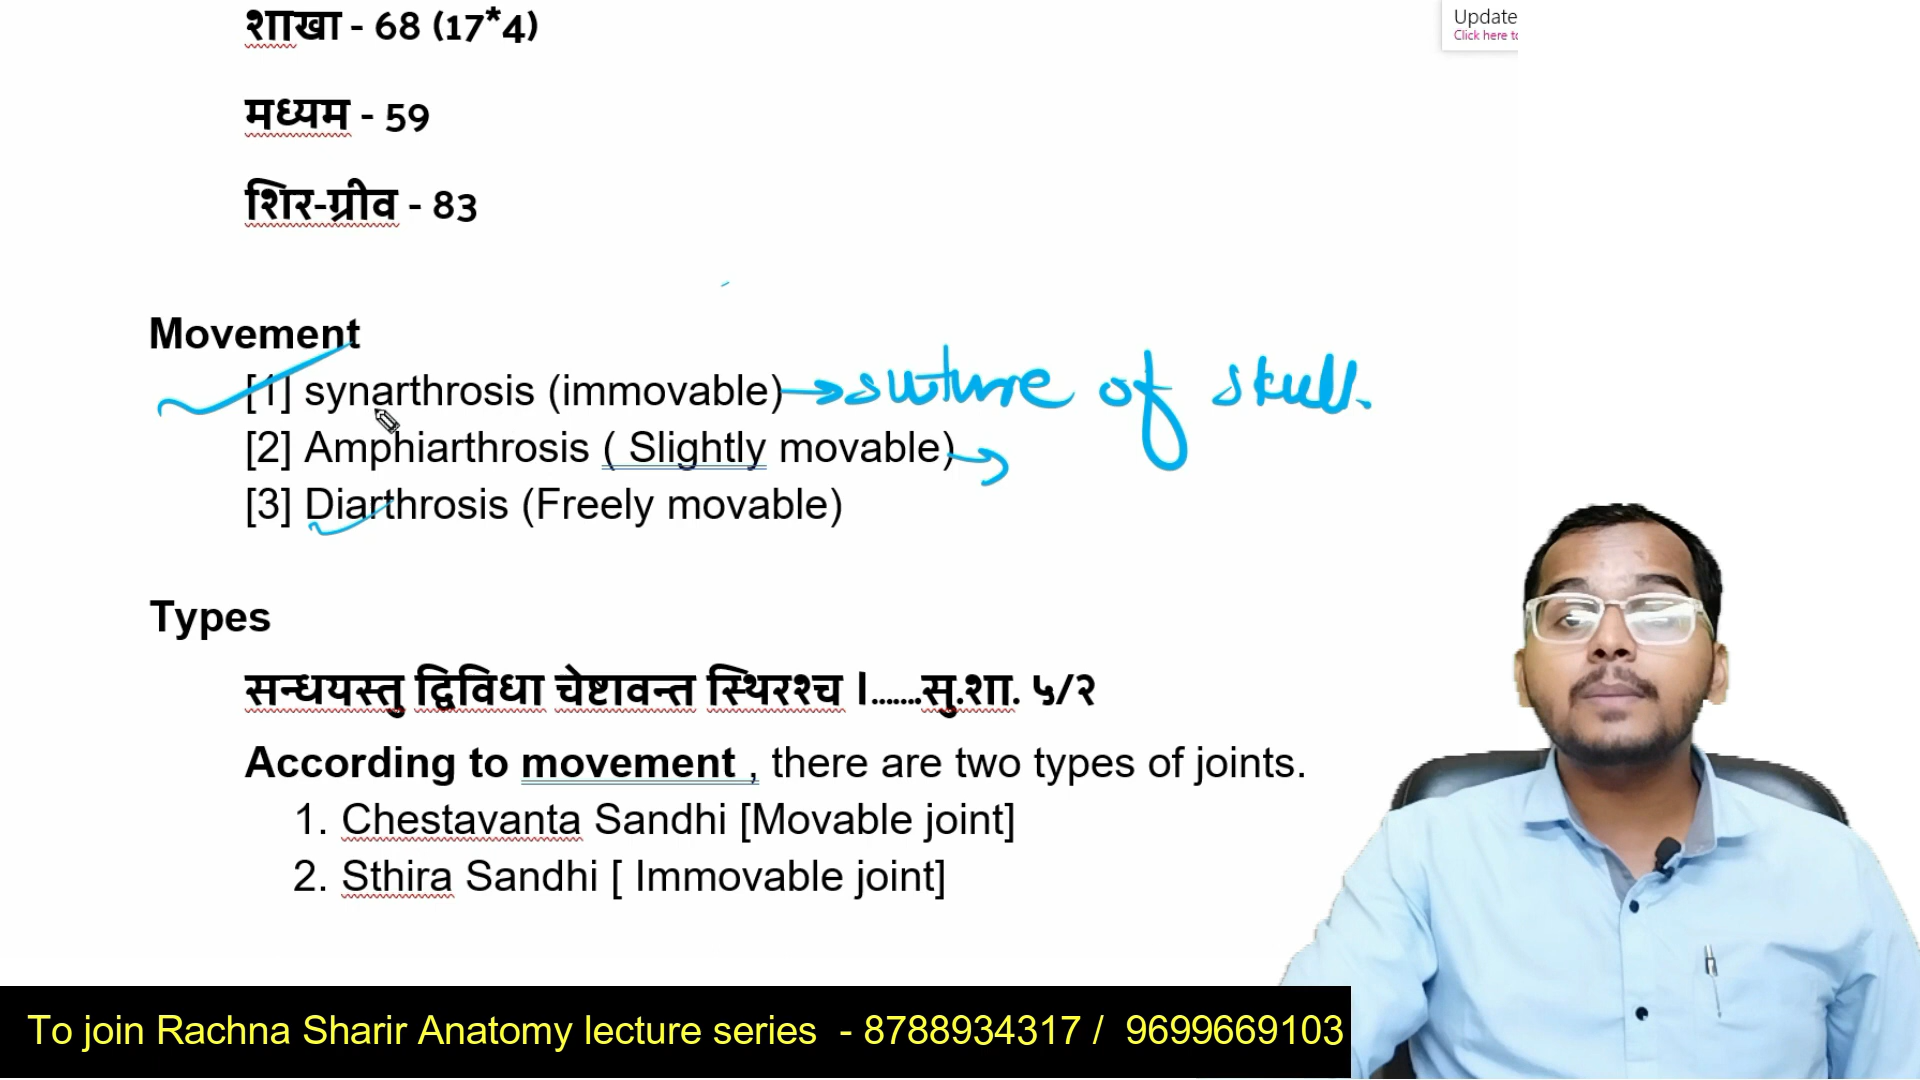 शाखा - 68 (17*4)
Update
Click here to
मध्यम - 59
शिर-ग्रीव - 83
Movement
[1] synarthrosis (immovable) → suture of skull.
[2] Amphiarthrosis ( Slightly movable) →
[3] Diarthrosis (Freely movable)
Types
सन्धयस्तु द्विविधा चेष्टावन्त स्थिरश्च ।.......सु.शा. ५/२
According to movement , there are two types of joints.
1. Chestavanta Sandhi [Movable joint]
2. Sthira Sandhi [ Immovable joint]
To join Rachna Sharir Anatomy lecture series - 8788934317 / 9699669103